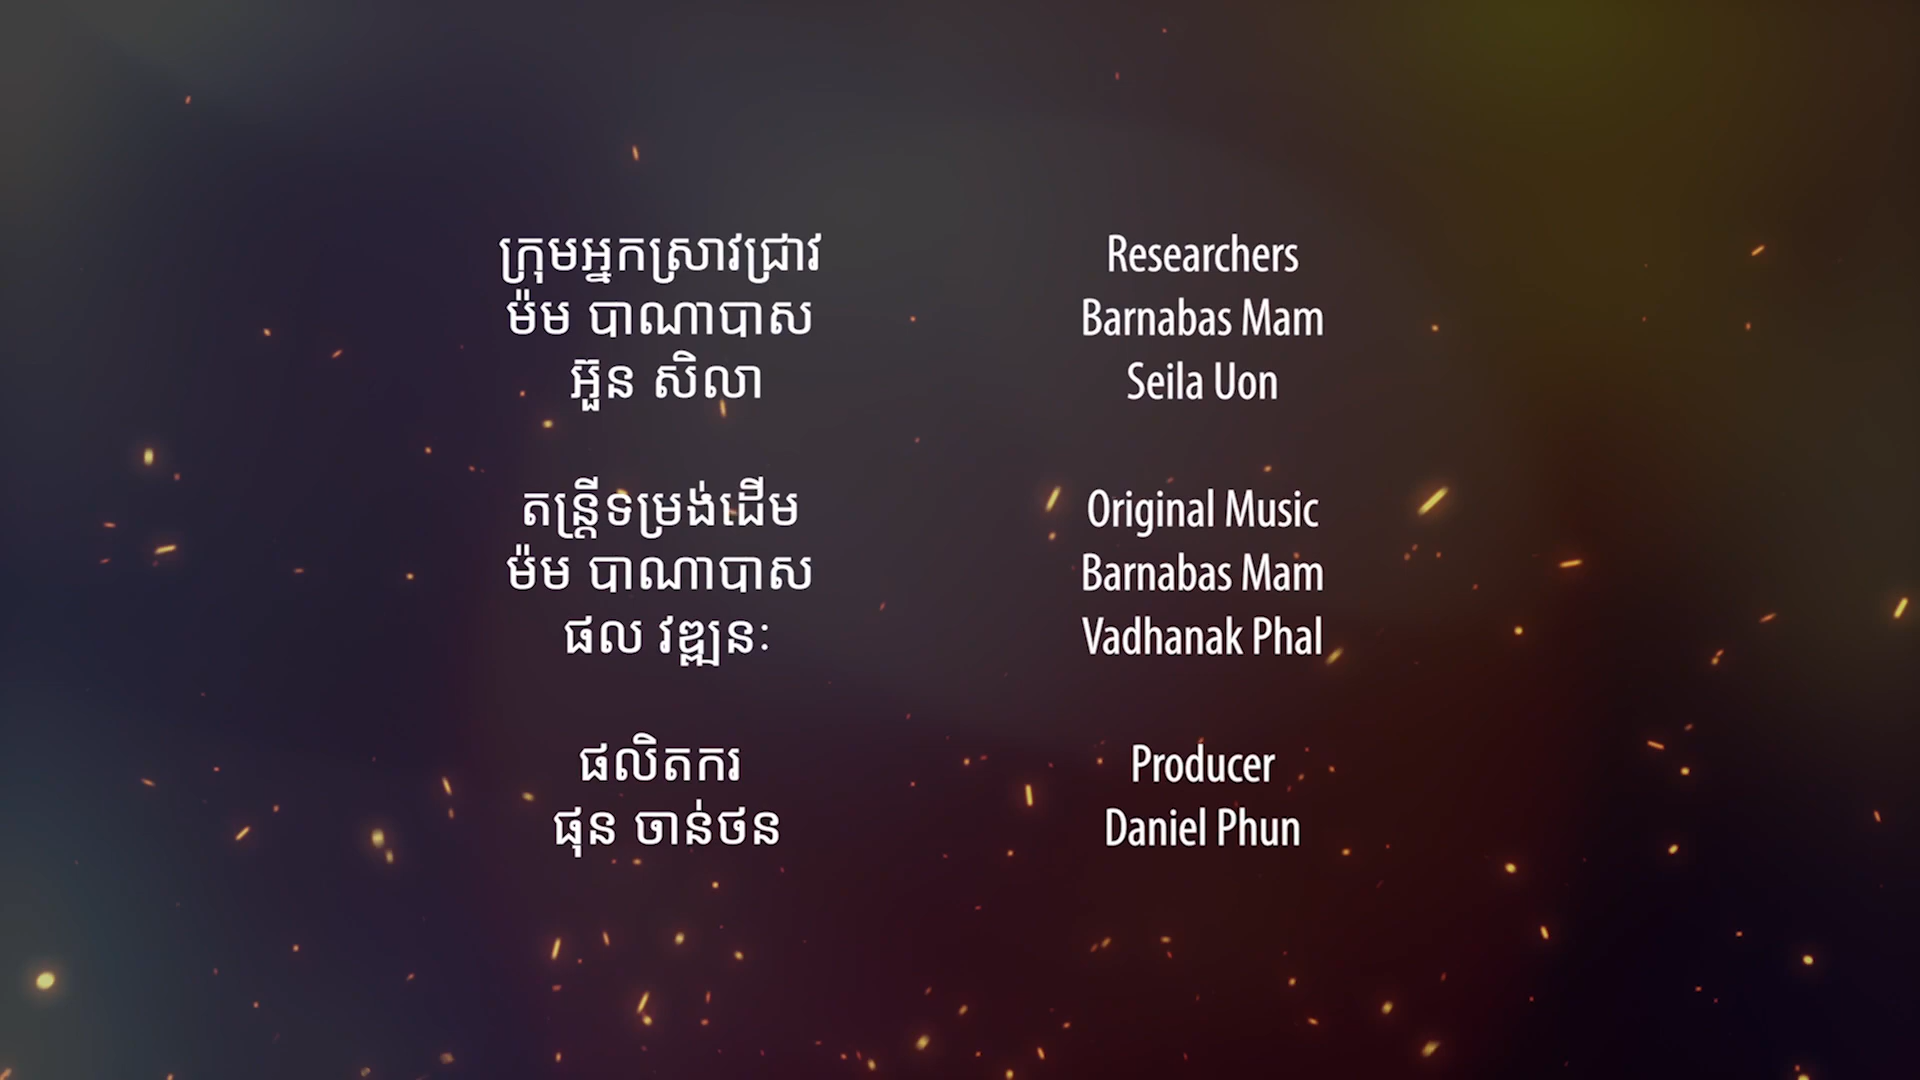 ក្រុមអ្នកស្រាវជ្រាវ
ម៉ម បាណាបាស
អ៊ួន សិលា
តន្ត្រីទម្រង់ដើម
ម៉ម បាណាបាស
ផល វឌ្ឍនៈ
ផលិតករ
ផុន ចាន់ថន
Researchers
Barnabas Mam
Seila Uon
Original Music
Barnabas Mam
Vadhanak Phal
Producer
Daniel Phun